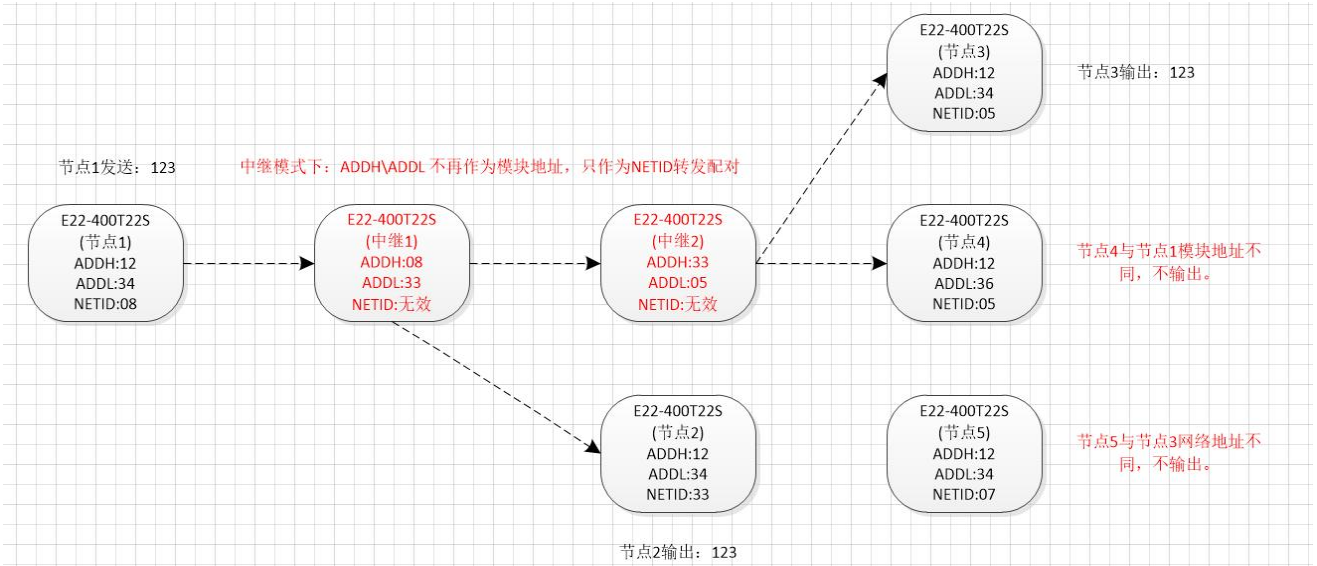 E22-400T22S
(节点3)
ADDH:12
ADDL:34
NETID:05
节点3输出：123
节点1发送：123
中继模式下：ADDH\ADDL 不再作为模块地址，只作为NETID转发配对
E22-400T22S
(节点1)
ADDH:12
ADDL:34
NETID:08
E22-400T22S
(中继1)
ADDH:08
ADDL:33
NETID:无效
E22-400T22S
(中继2)
ADDH:33
ADDL:05
NETID:无效
E22-400T22S
(节点4)
ADDH:12
ADDL:36
NETID:05
节点4与节点1模块地址不
同，不输出。
E22-400T22S
(节点2)
ADDH:12
ADDL:34
NETID:33
E22-400T22S
(节点5)
ADDH:12
ADDL:34
NETID:07
节点5与节点3网络地址不
同，不输出。
节点2输出：123